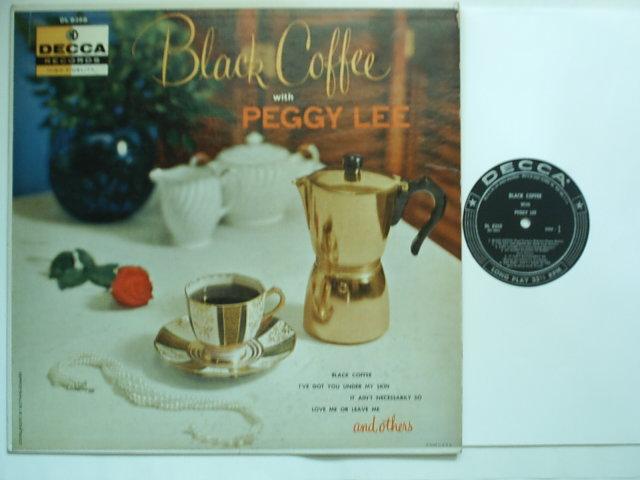 DL 8358
DECCA
RECORDS
Black Coffee
with
PEGGY LEE
BLACK COFFEE
I'VE GOT YOU UNDER MY SKIN
IT AIN'T NECESSARILY SO
LOVE ME OR LEAVE ME
and others
DECCA
BLACK COFFEE
with
PEGGY LEE
DL 8358
LONG PLAY 33⅓ RPM